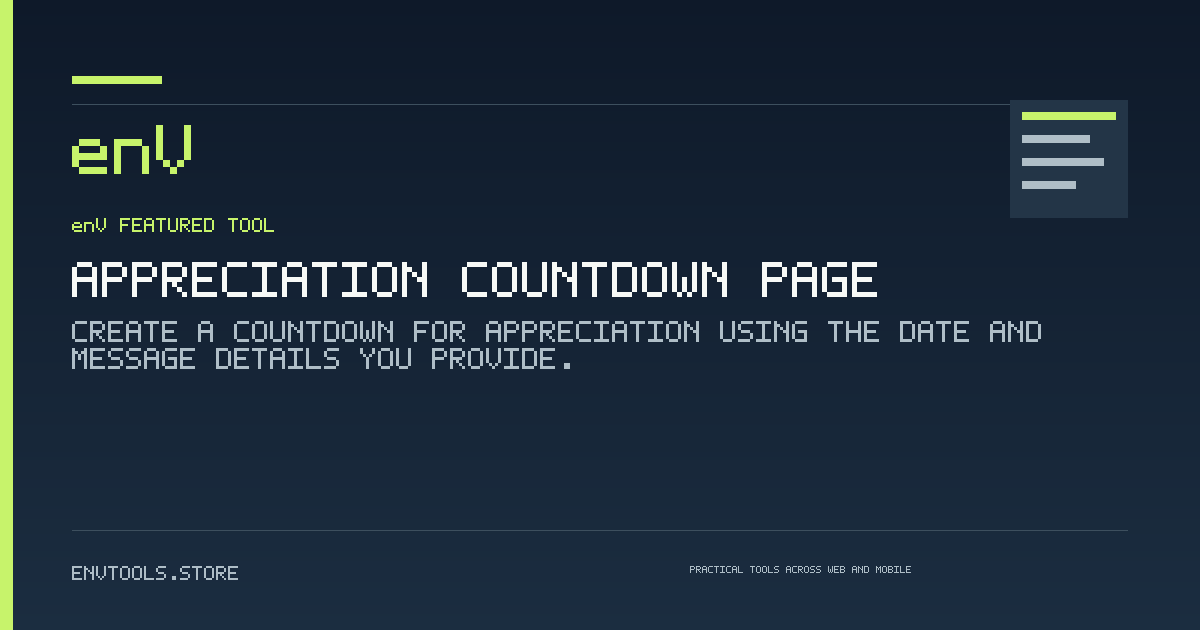 enV
enV FEATURED TOOL
APPRECIATION COUNTDOWN PAGE
CREATE A COUNTDOWN FOR APPRECIATION USING THE DATE AND
MESSAGE DETAILS YOU PROVIDE.
ENVTOOLS.STORE
PRACTICAL TOOLS ACROSS WEB AND MOBILE